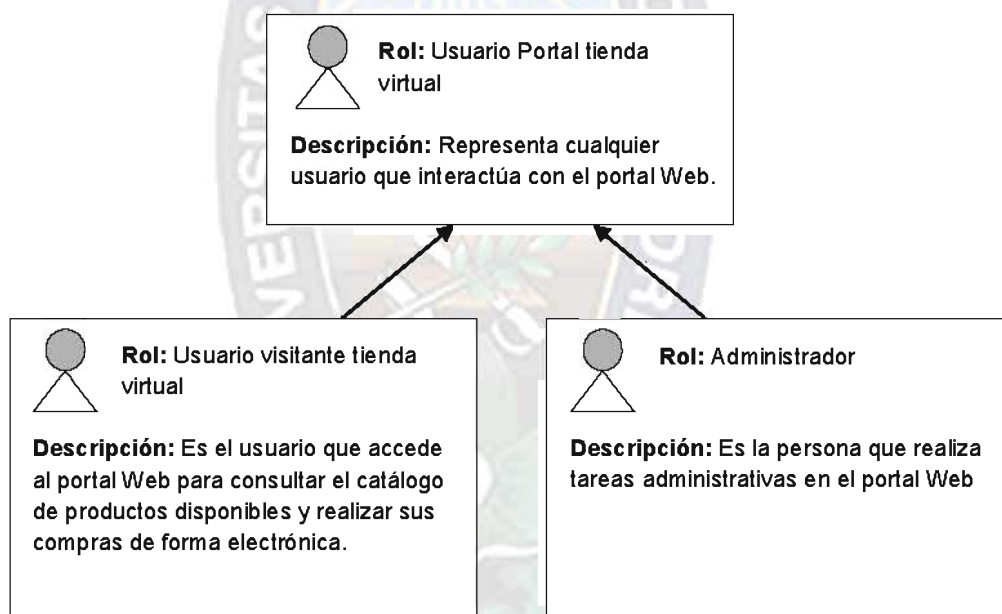 Rol: Usuario Portal tienda
virtual
Descripción: Representa cualquier
usuario que interactúa con el portal Web.
Rol: Usuario visitante tienda
virtual
Descripción: Es el usuario que accede
al portal Web para consultar el catálogo
de productos disponibles y realizar sus
compras de forma electrónica.
Rol: Administrador
Descripción: Es la persona que realiza
tareas administrativas en el portal Web